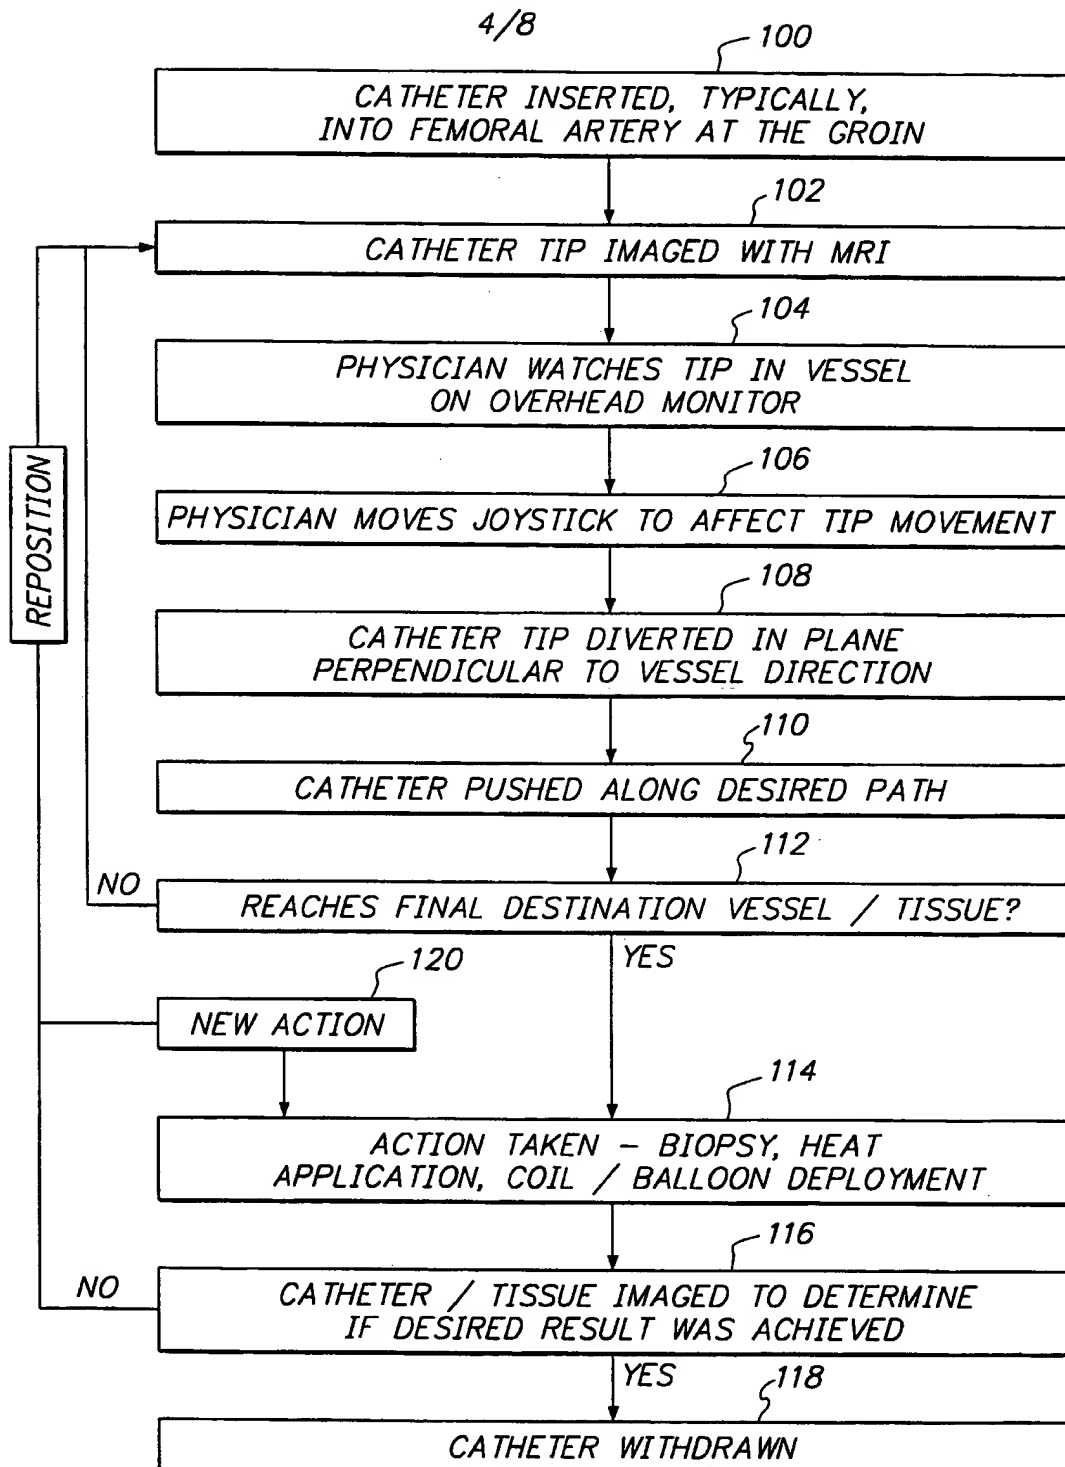 4/8
100
CATHETER INSERTED, TYPICALLY,
INTO FEMORAL ARTERY AT THE GROIN
102
CATHETER TIP IMAGED WITH MRI
104
PHYSICIAN WATCHES TIP IN VESSEL
ON OVERHEAD MONITOR
106
PHYSICIAN MOVES JOYSTICK TO AFFECT TIP MOVEMENT
REPOSITION
108
CATHETER TIP DIVERTED IN PLANE
PERPENDICULAR TO VESSEL DIRECTION
110
CATHETER PUSHED ALONG DESIRED PATH
112
NO
REACHES FINAL DESTINATION VESSEL / TISSUE?
YES
120
NEW ACTION
114
ACTION TAKEN – BIOPSY, HEAT
APPLICATION, COIL / BALLOON DEPLOYMENT
116
NO
CATHETER / TISSUE IMAGED TO DETERMINE
IF DESIRED RESULT WAS ACHIEVED
YES
118
CATHETER WITHDRAWN